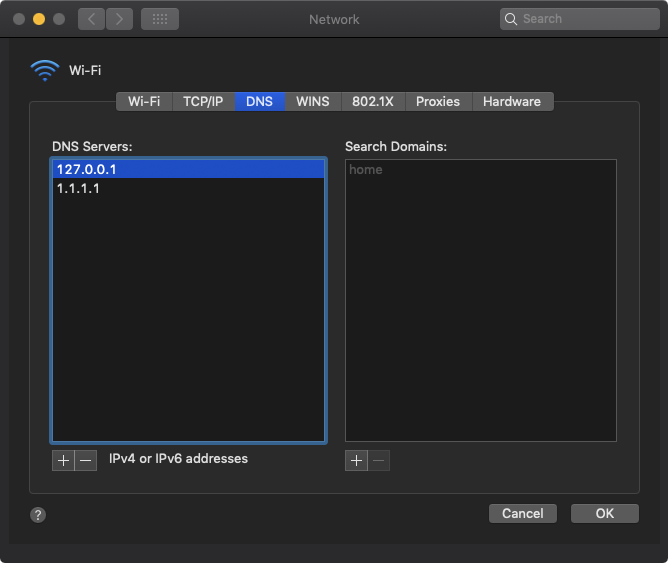 Network
Search
Wi-Fi
Wi-Fi TCP/IP DNS WINS 802.1X Proxies Hardware
DNS Servers:
127.0.0.1
1.1.1.1
IPv4 or IPv6 addresses
Search Domains:
home
?
Cancel OK